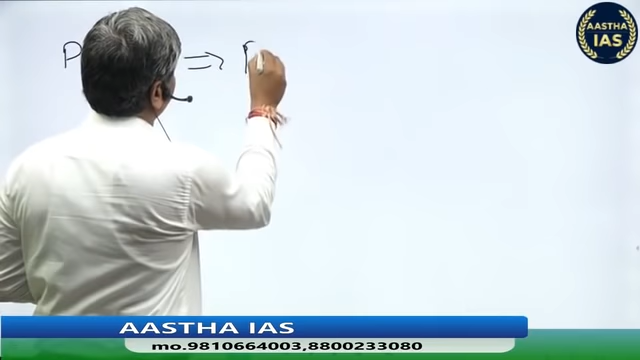 P ⇒
AASTHA
IAS
AASTHA IAS
mo.9810664003,8800233080